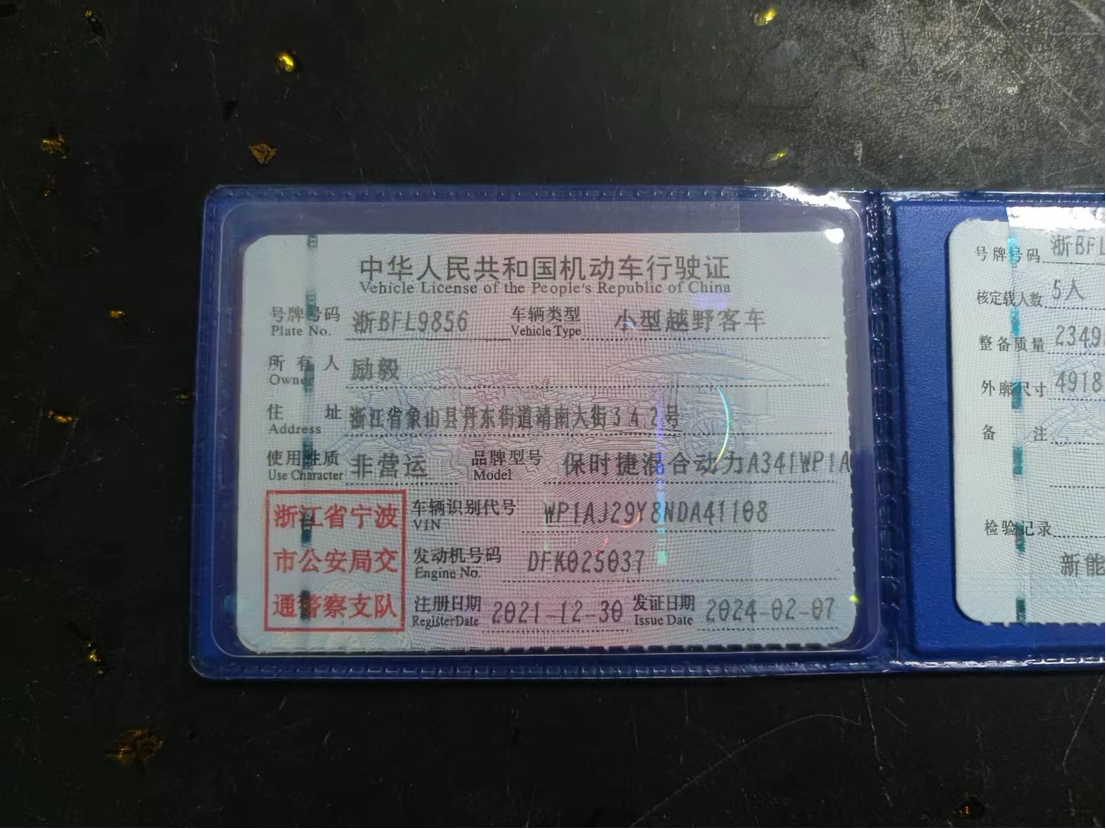 中华人民共和国机动车行驶证
Vehicle License of the People's Republic of China
号牌号码 Plate No. 浙BFL9856 车辆类型 Vehicle Type 小型越野客车
所有人 Owner 励毅
住址 Address 浙江省象山县丹东街道靖南大街342号
使用性质 Use Character 非营运 品牌型号 Model 保时捷混合动力A341WP1A
浙江省宁波
市公安局交
通警察支队
车辆识别代号 VIN WP1AJ29Y8NDA41108
发动机号码 Engine No. DFK025037
注册日期 Register Date 2021-12-30 发证日期 Issue Date 2024-02-07
号牌号码 浙BFL
核定载人数 5人
整备质量 2349
外廓尺寸 4918
备注
检验记录
新能